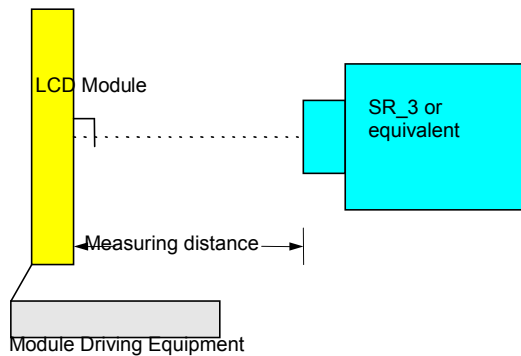 LCD Module
SR_3 or
equivalent
Measuring distance
Module Driving Equipment